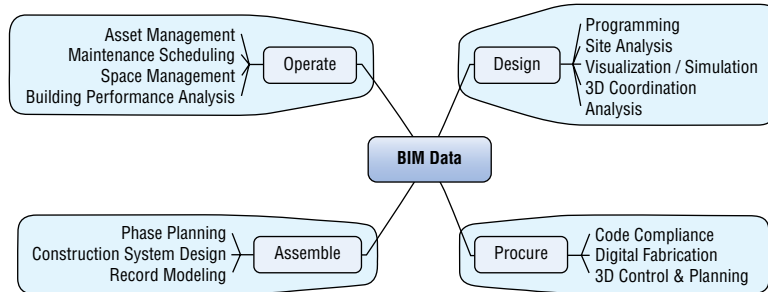 Asset Management
Maintenance Scheduling
Space Management
Building Performance Analysis
Operate
Design
Programming
Site Analysis
Visualization / Simulation
3D Coordination
Analysis
BIM Data
Phase Planning
Construction System Design
Record Modeling
Assemble
Procure
Code Compliance
Digital Fabrication
3D Control & Planning